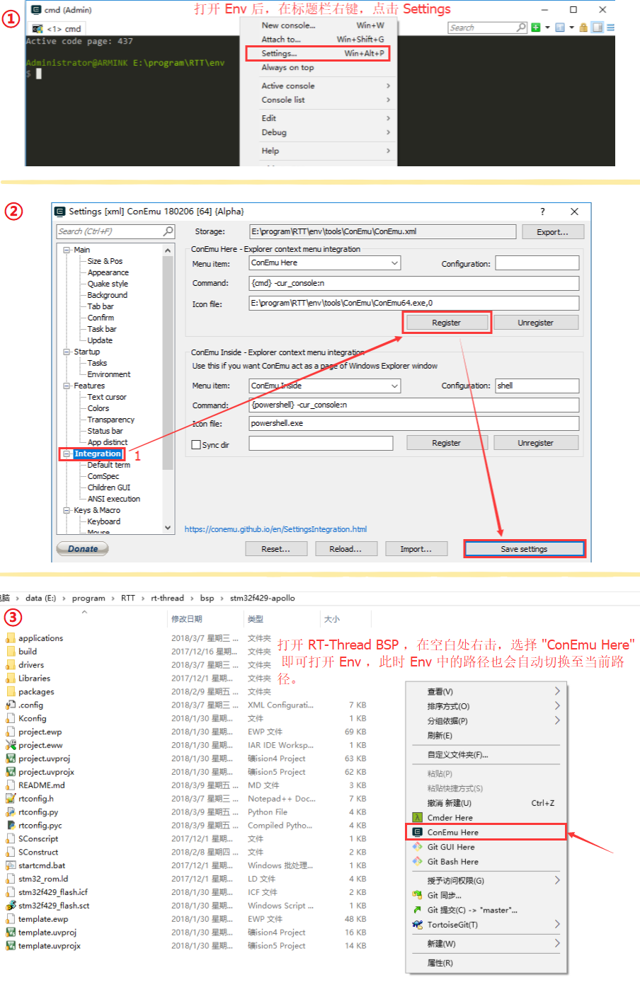 打开 Env 后，在标题栏右键，点击 Settings
①
cmd (Admin)
<1> cmd
Search
Active code page: 437
Administrator@ARMINK E:\program\RTT\env
$
New console... Win+W
Attach to... Win+Shift+G
Settings... Win+Alt+P
Always on top
Active console
Console list
Edit
Debug
Help
②
Settings [xml] ConEmu 180206 [64] {Alpha}
Search (Ctrl+F)
Storage: E:\program\RTT\env\tools\ConEmu\ConEmu.xml Export...
Main
Size & Pos
Appearance
Quake style
Background
Tab bar
Confirm
Task bar
Update
Startup
Tasks
Environment
Features
Text cursor
Colors
Transparency
Status bar
App distinct
Integration 1
Default term
ComSpec
Children GUI
ANSI execution
Keys & Macro
Keyboard
Mouse
ConEmu Here - Explorer context menu integration
Menu item: ConEmu Here Configuration:
Command: {cmd} -cur_console:n
Icon file: E:\program\RTT\env\tools\ConEmu\ConEmu64.exe,0
Register Unregister
ConEmu Inside - Explorer context menu integration
Use this if you want ConEmu act as a page of Windows Explorer window
Menu item: ConEmu Inside Configuration: shell
Command: {powershell} -cur_console:n
Icon file: powershell.exe
Sync dir Register Unregister
https://conemu.github.io/en/SettingsIntegration.html
Donate Reset... Reload... Import... Save settings
脑 › data (E:) › program › RTT › rt-thread › bsp › stm32f429-apollo
③
修改日期 类型 大小
applications 2018/3/7 星期三 ... 文件夹
build 2017/12/16 星期... 文件夹
drivers 2018/3/7 星期三 ... 文件夹
Libraries 2017/12/1 星期... 文件夹
packages 2018/2/9 星期五 ... 文件夹
.config 2018/3/7 星期三 ... XML Configurati... 7 KB
Kconfig 2018/1/30 星期... 文件 1 KB
project.ewp 2018/1/30 星期... EWP 文件 69 KB
project.eww 2018/1/30 星期... IAR IDE Worksp... 1 KB
project.uvproj 2018/1/30 星期... 礦ision4 Project 63 KB
project.uvprojx 2018/1/30 星期... 礦ision5 Project 62 KB
README.md 2018/3/9 星期五 ... MD 文件 3 KB
rtconfig.h 2018/3/7 星期三 ... Notepad++ Doc... 7 KB
rtconfig.py 2018/3/9 星期五 ... Python File 4 KB
rtconfig.pyc 2018/3/9 星期五 ... Compiled Pytho... 4 KB
SConscript 2017/12/1 星期... 文件 1 KB
SConstruct 2018/2/8 星期四 ... 文件 2 KB
startcmd.bat 2017/12/1 星期... Windows 批处理... 1 KB
stm32_rom.ld 2017/12/1 星期... LD 文件 4 KB
stm32f429_flash.icf 2018/1/30 星期... ICF 文件 2 KB
stm32f429_flash.sct 2018/1/30 星期... Windows Script ... 1 KB
template.ewp 2018/1/30 星期... EWP 文件 48 KB
template.uvproj 2018/1/30 星期... 礦ision4 Project 16 KB
template.uvprojx 2018/1/30 星期... 礦ision5 Project 14 KB
打开 RT-Thread BSP ，在空白处右击，选择 "ConEmu Here"
即可打开 Env ，此时 Env 中的路径也会自动切换至当前路
径。
查看(V)
排序方式(O)
分组依据(P)
刷新(E)
自定义文件夹(F)...
粘贴(P)
粘贴快捷方式(S)
撤消 新建(U) Ctrl+Z
Cmder Here
ConEmu Here
Git GUI Here
Git Bash Here
授予访问权限(G)
Git 同步...
Git 提交(C) -> "master"...
TortoiseGit(T)
新建(W)
属性(R)